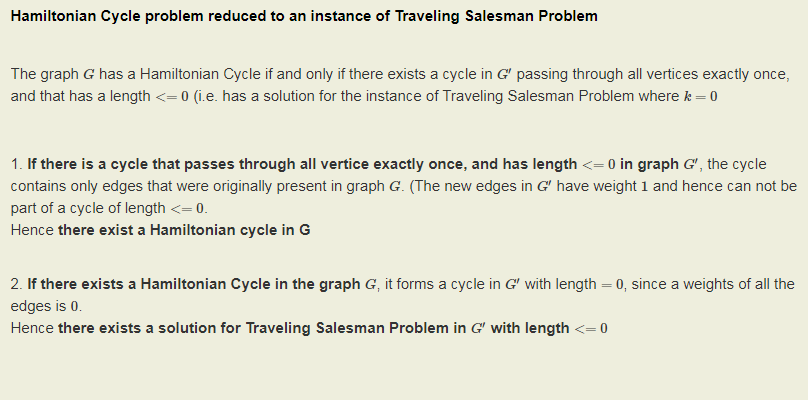 Hamiltonian Cycle problem reduced to an instance of Traveling Salesman Problem
The graph G has a Hamiltonian Cycle if and only if there exists a cycle in G′ passing through all vertices exactly once,
and that has a length <= 0 (i.e. has a solution for the instance of Traveling Salesman Problem where k = 0
1. If there is a cycle that passes through all vertice exactly once, and has length <= 0 in graph G′, the cycle
contains only edges that were originally present in graph G. (The new edges in G′ have weight 1 and hence can not be
part of a cycle of length <= 0.
Hence there exist a Hamiltonian cycle in G
2. If there exists a Hamiltonian Cycle in the graph G, it forms a cycle in G′ with length = 0, since a weights of all the
edges is 0.
Hence there exists a solution for Traveling Salesman Problem in G′ with length <= 0